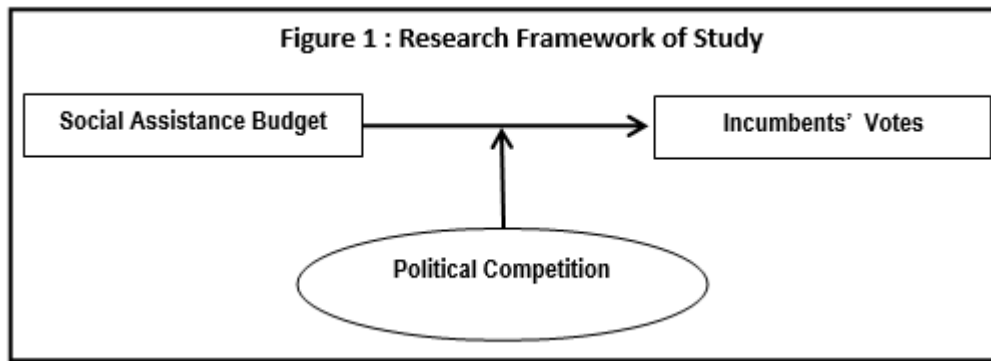 Figure 1 : Research Framework of Study
Social Assistance Budget
Incumbents' Votes
Political Competition